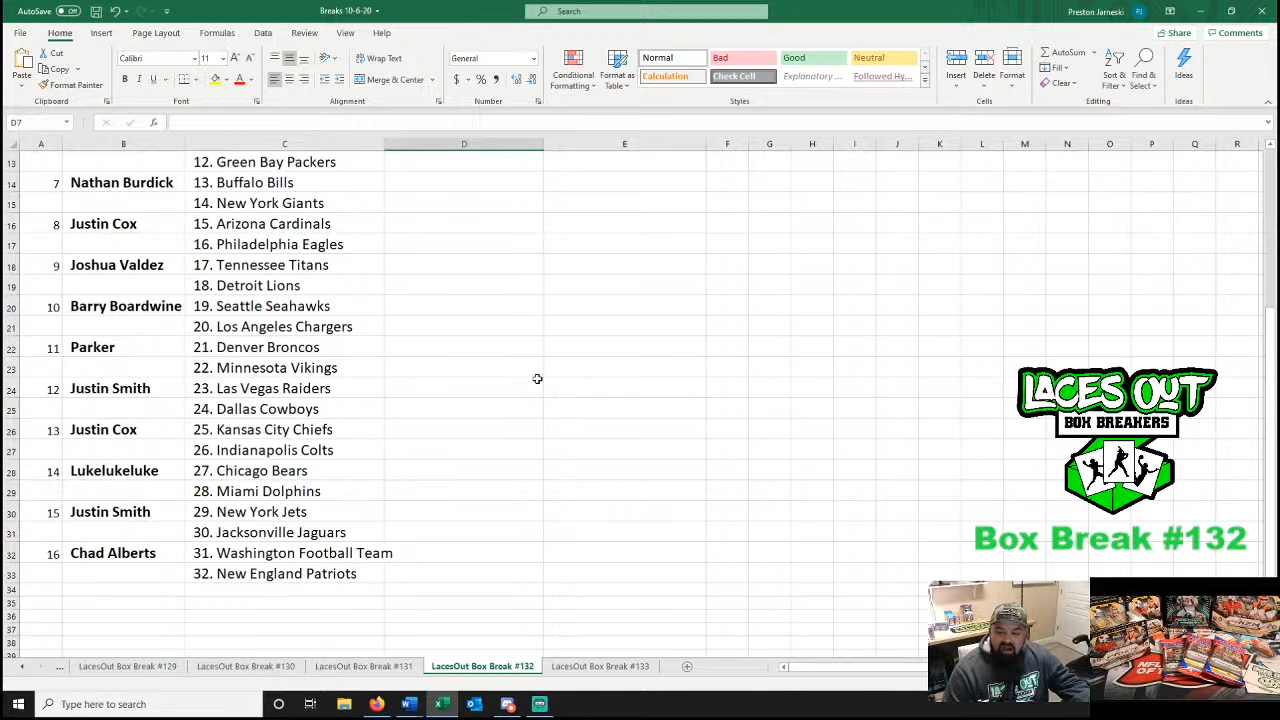 AutoSave Off Breaks 10-6-20 Search Preston Jarneski PJ
File Home Insert Page Layout Formulas Data Review View Help Share Comments
Paste Cut Copy Format Painter Clipboard
Calibri 11 B I U Font
Wrap Text Merge & Center Alignment
General $ % Number
Conditional Formatting Format as Table Normal Bad Good Neutral Calculation Check Cell Explanatory ... Followed Hy... Styles
Insert Delete Format Cells
AutoSum Fill Clear Sort & Filter Find & Select Editing
Ideas Ideas
D7 fx
A B C D E F G H I J K L M N O P Q R
13 12. Green Bay Packers
14 7 Nathan Burdick 13. Buffalo Bills
15 14. New York Giants
16 8 Justin Cox 15. Arizona Cardinals
17 16. Philadelphia Eagles
18 9 Joshua Valdez 17. Tennessee Titans
19 18. Detroit Lions
20 10 Barry Boardwine 19. Seattle Seahawks
21 20. Los Angeles Chargers
22 11 Parker 21. Denver Broncos
23 22. Minnesota Vikings
24 12 Justin Smith 23. Las Vegas Raiders
25 24. Dallas Cowboys
26 13 Justin Cox 25. Kansas City Chiefs
27 26. Indianapolis Colts
28 14 Lukelukeluke 27. Chicago Bears
29 28. Miami Dolphins
30 15 Justin Smith 29. New York Jets
31 30. Jacksonville Jaguars
32 16 Chad Alberts 31. Washington Football Team
33 32. New England Patriots
34
35
36
37
38
LACES OUT
BOX BREAKERS
Box Break #132
... LacesOut Box Break #129 LacesOut Box Break #130 LacesOut Box Break #131 LacesOut Box Break #132 LacesOut Box Break #133
Type here to search